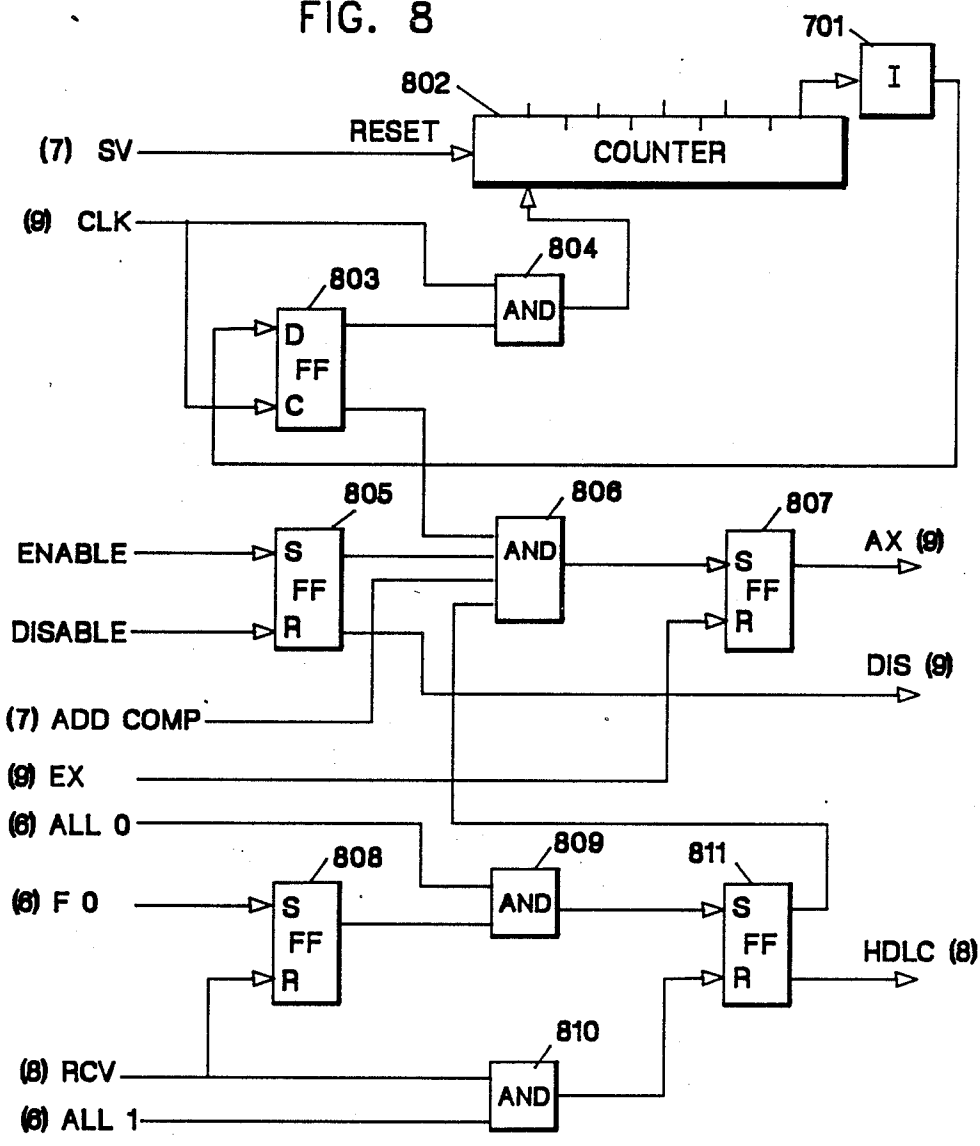 FIG. 8
701
I
802
RESET
(7) SV
COUNTER
(9) CLK
804
803
AND
D
FF
C
805
806
807
ENABLE
S
AND
AX (9)
S
FF
FF
DISABLE
R
R
DIS (9)
(7) ADD COMP
(9) EX
(6) ALL 0
808
809
811
(6) F 0
S
AND
S
FF
FF
HDLC (8)
R
R
810
(8) RCV
AND
(6) ALL 1